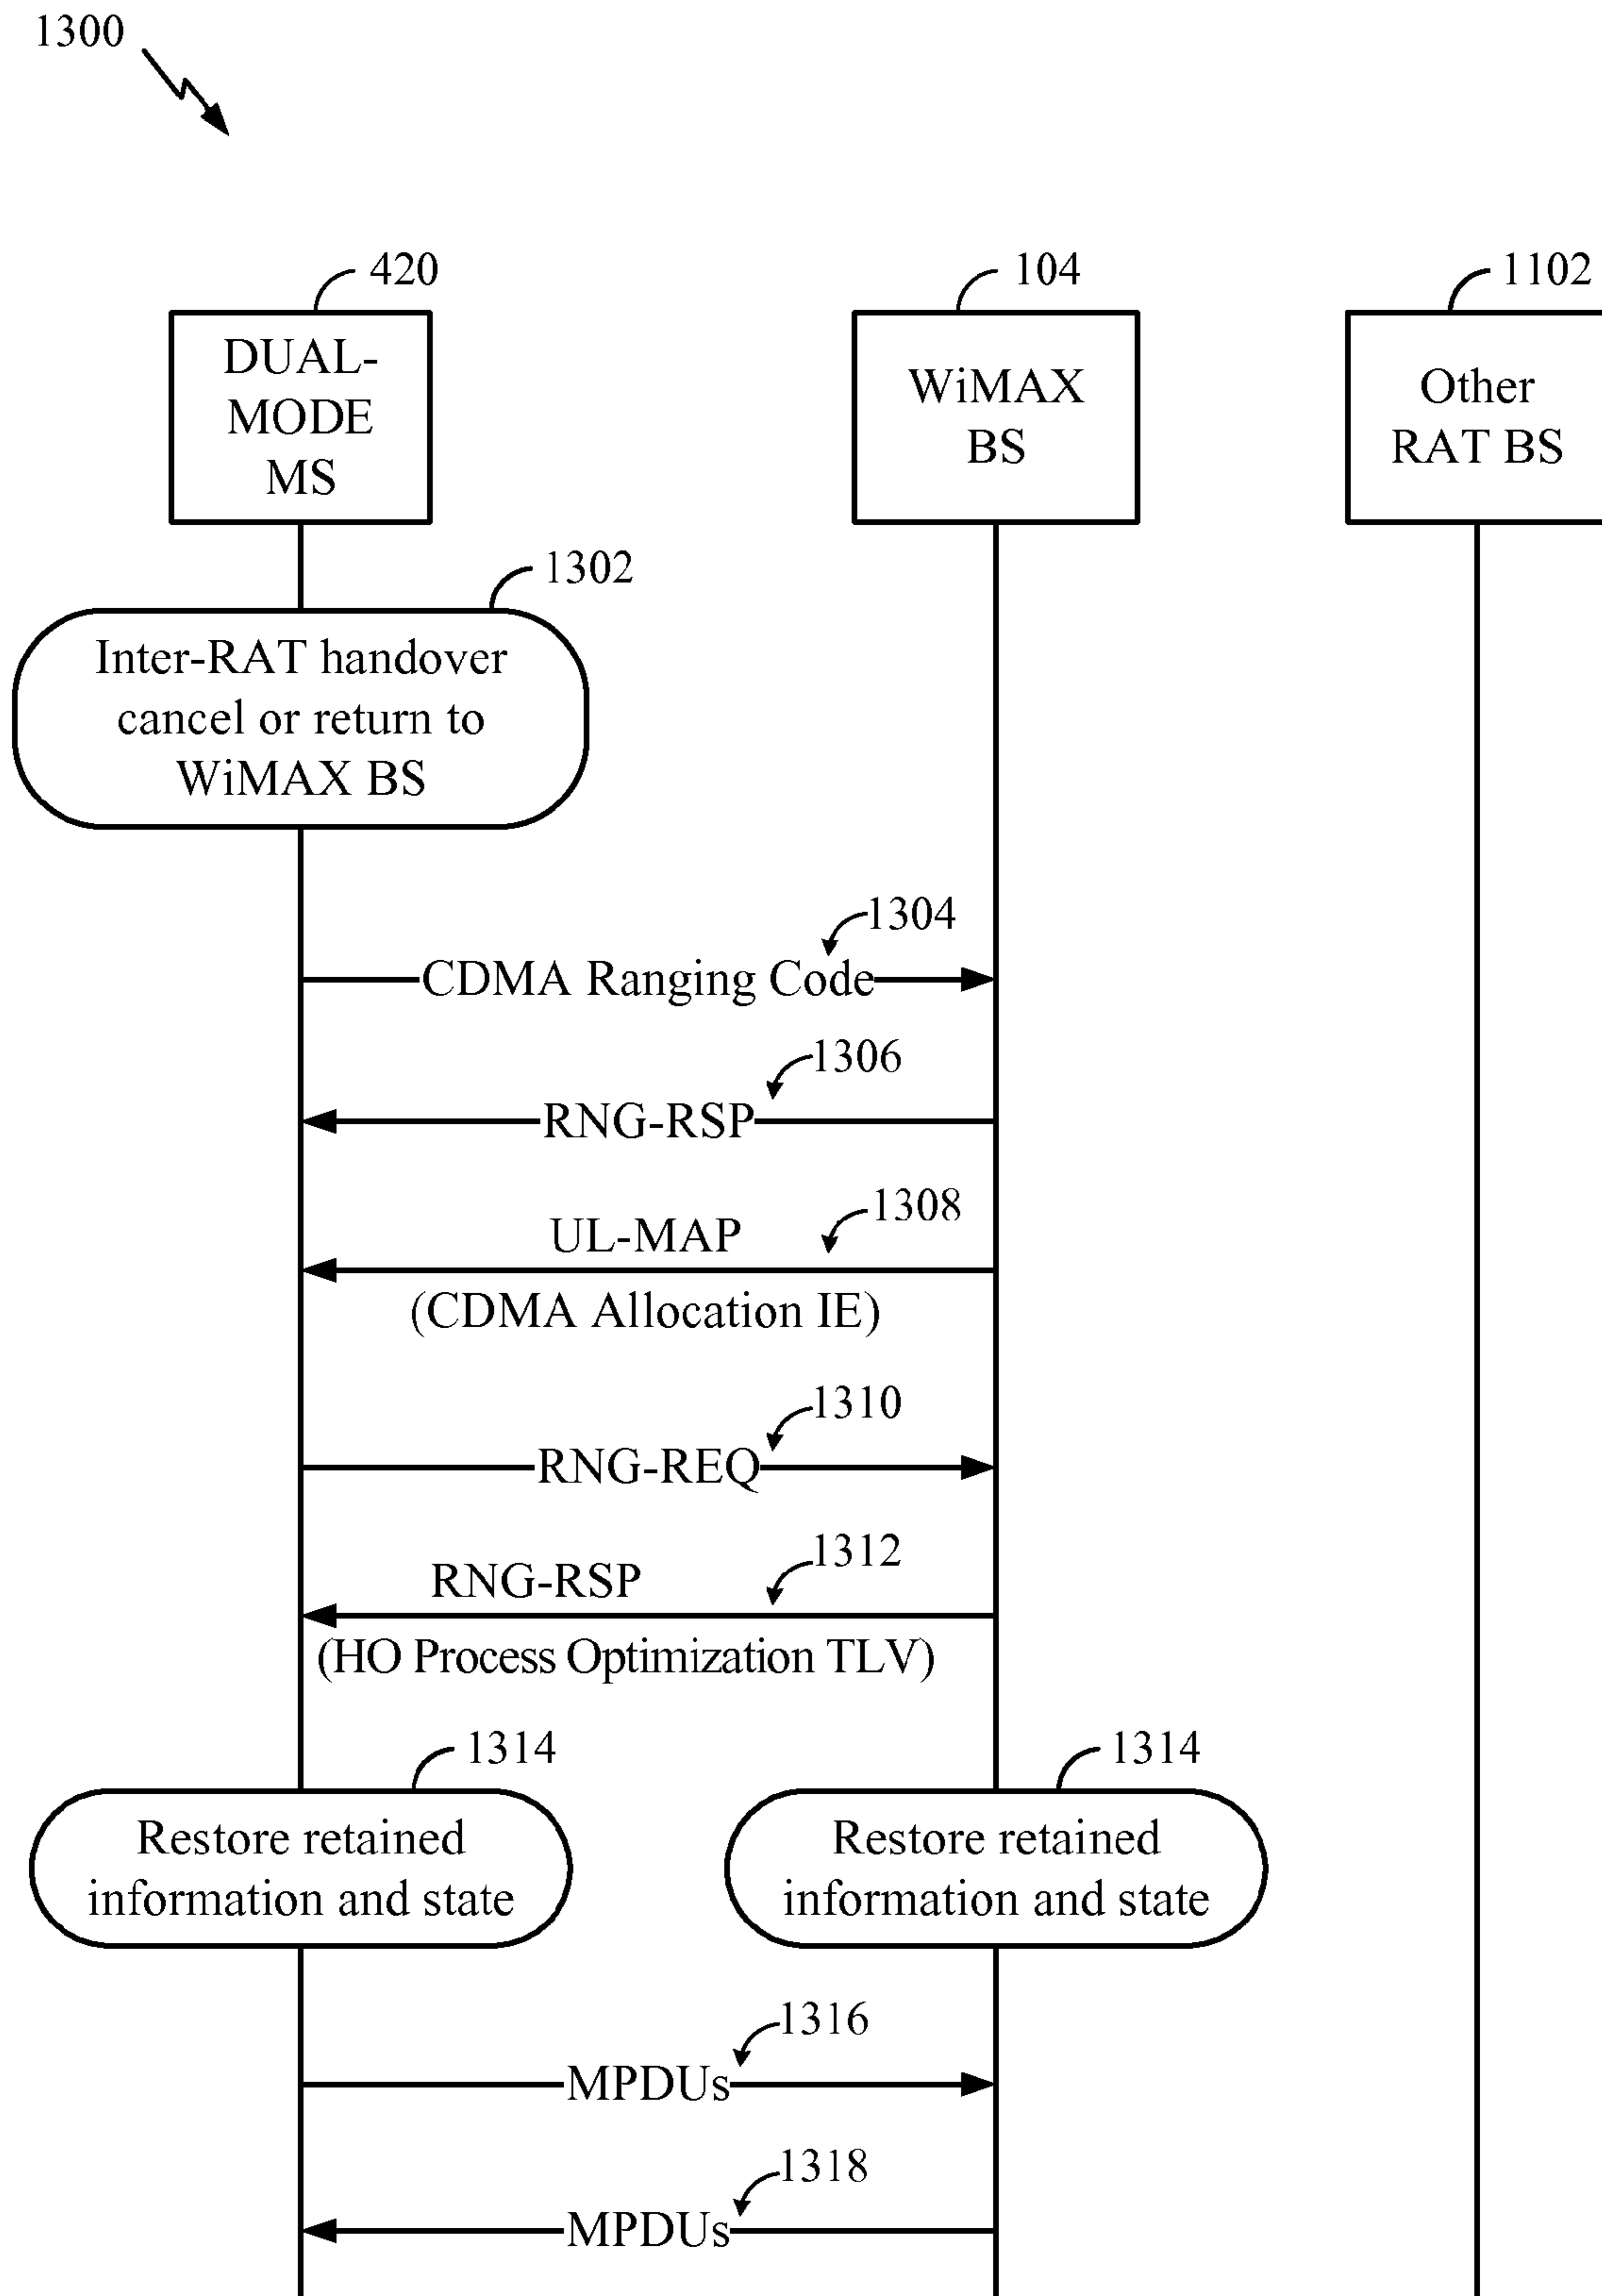 1300
420
104
1102
DUAL-
MODE
MS
WiMAX
BS
Other
RAT BS
1302
Inter-RAT handover
cancel or return to
WiMAX BS
1304
CDMA Ranging Code
1306
RNG-RSP
1308
UL-MAP
(CDMA Allocation IE)
1310
RNG-REQ
1312
RNG-RSP
(HO Process Optimization TLV)
1314
1314
Restore retained
information and state
Restore retained
information and state
1316
MPDUs
1318
MPDUs